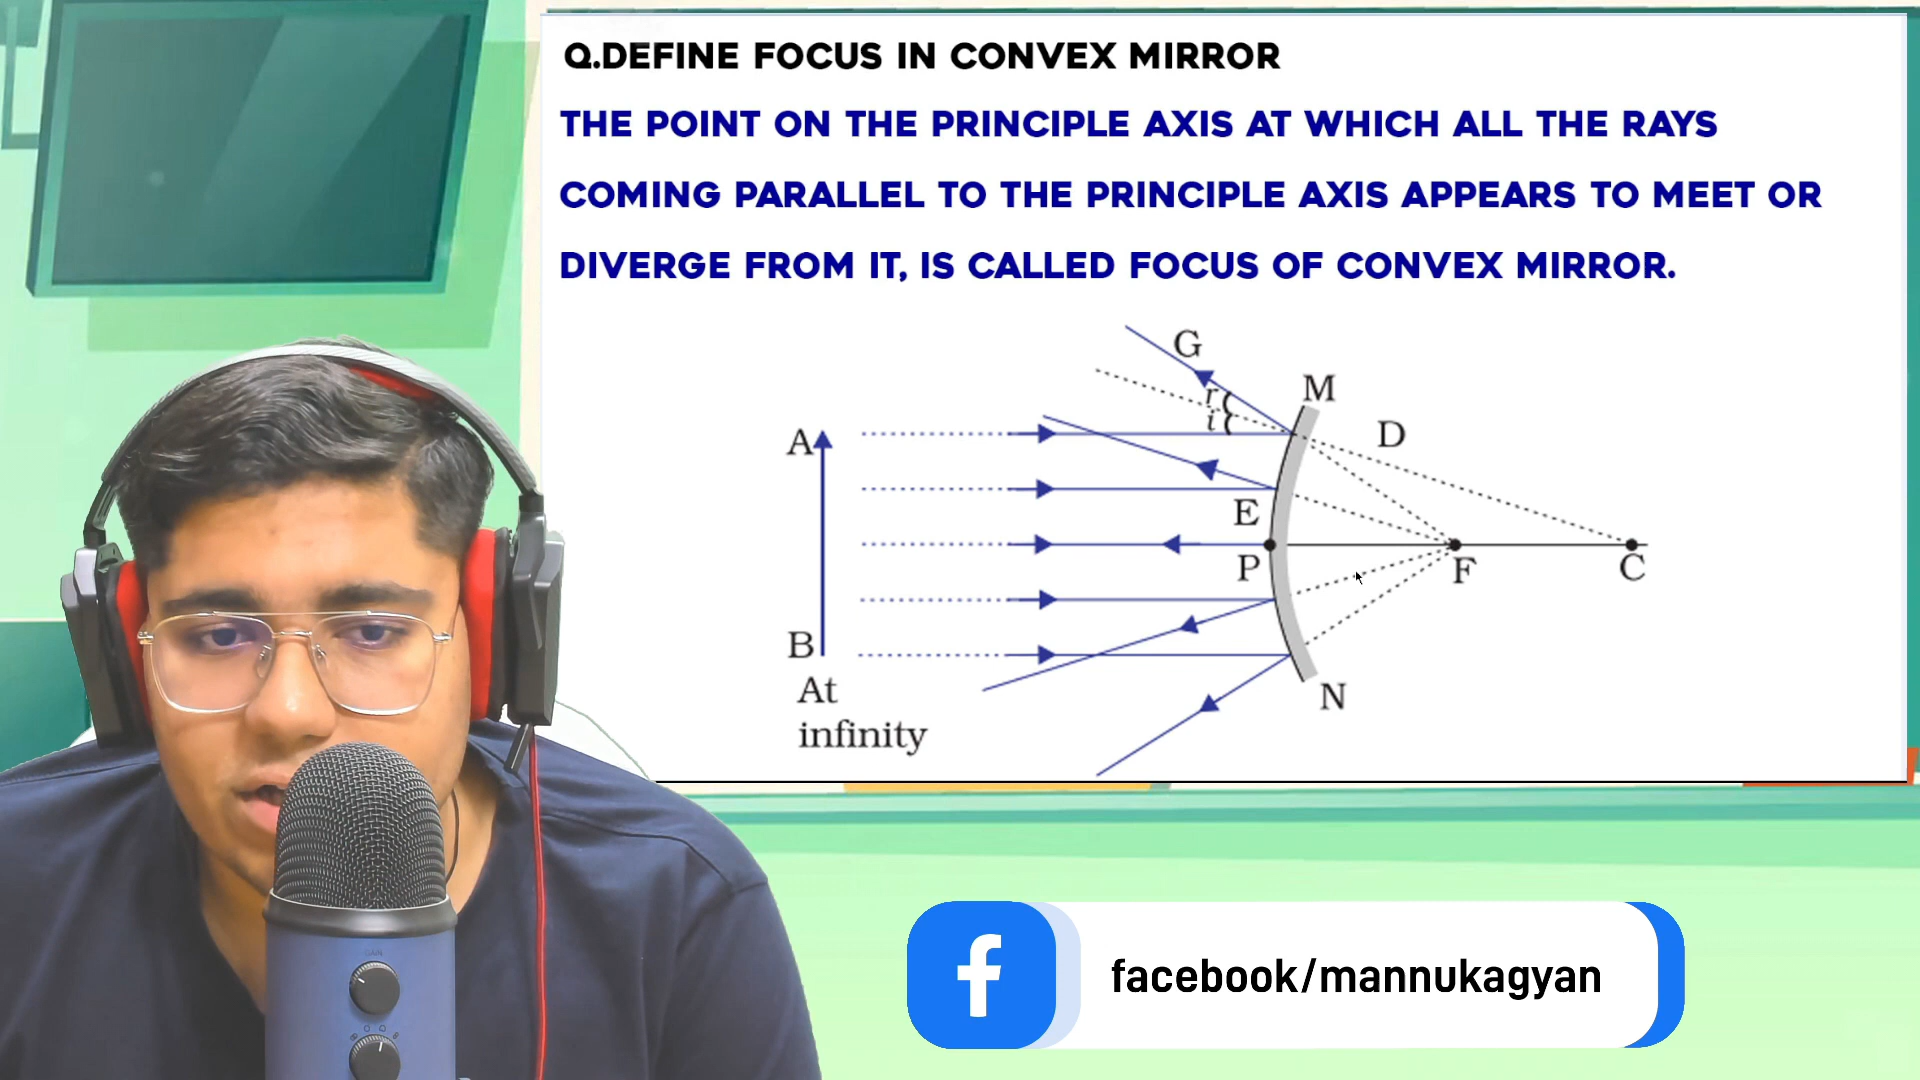 Q.DEFINE FOCUS IN CONVEX MIRROR
THE POINT ON THE PRINCIPLE AXIS AT WHICH ALL THE RAYS
COMING PARALLEL TO THE PRINCIPLE AXIS APPEARS TO MEET OR
DIVERGE FROM IT, IS CALLED FOCUS OF CONVEX MIRROR.
G
M
r
i
D
A
E
P
F
C
B
At
infinity
N
GAIN
facebook/mannukagyan